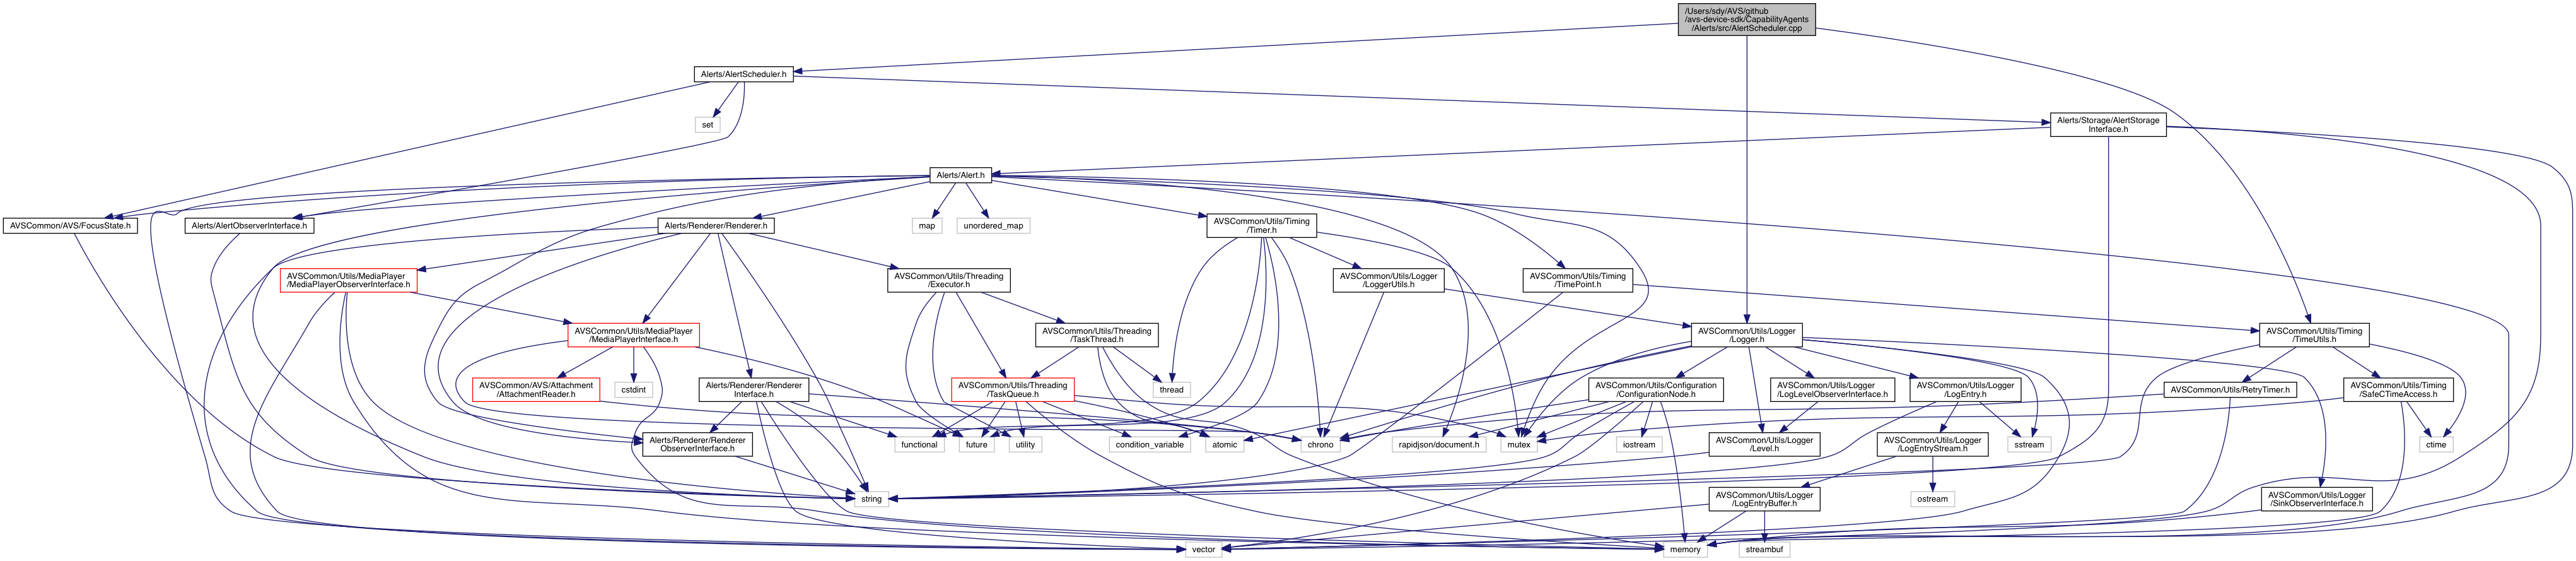 /Users/sdy/AVS/github
/avs-device-sdk/CapabilityAgents
/Alerts/src/AlertScheduler.cpp
Alerts/AlertScheduler.h
set
Alerts/Storage/AlertStorage
Interface.h
Alerts/Alert.h
AVSCommon/AVS/FocusState.h
Alerts/AlertObserverInterface.h
Alerts/Renderer/Renderer.h
map
unordered_map
AVSCommon/Utils/Timing
/Timer.h
AVSCommon/Utils/MediaPlayer
/MediaPlayerObserverInterface.h
AVSCommon/Utils/Threading
/Executor.h
AVSCommon/Utils/Logger
/LoggerUtils.h
AVSCommon/Utils/Timing
/TimePoint.h
AVSCommon/Utils/MediaPlayer
/MediaPlayerInterface.h
AVSCommon/Utils/Threading
/TaskThread.h
AVSCommon/Utils/Logger
/Logger.h
AVSCommon/Utils/Timing
/TimeUtils.h
AVSCommon/AVS/Attachment
/AttachmentReader.h
cstdint
Alerts/Renderer/Renderer
Interface.h
AVSCommon/Utils/Threading
/TaskQueue.h
thread
AVSCommon/Utils/Configuration
/ConfigurationNode.h
AVSCommon/Utils/Logger
/LogLevelObserverInterface.h
AVSCommon/Utils/Logger
/LogEntry.h
AVSCommon/Utils/RetryTimer.h
AVSCommon/Utils/Timing
/SafeCTimeAccess.h
Alerts/Renderer/Renderer
ObserverInterface.h
functional
future
utility
condition_variable
atomic
chrono
rapidjson/document.h
mutex
iostream
AVSCommon/Utils/Logger
/Level.h
AVSCommon/Utils/Logger
/LogEntryStream.h
sstream
ctime
string
AVSCommon/Utils/Logger
/LogEntryBuffer.h
ostream
AVSCommon/Utils/Logger
/SinkObserverInterface.h
vector
memory
streambuf